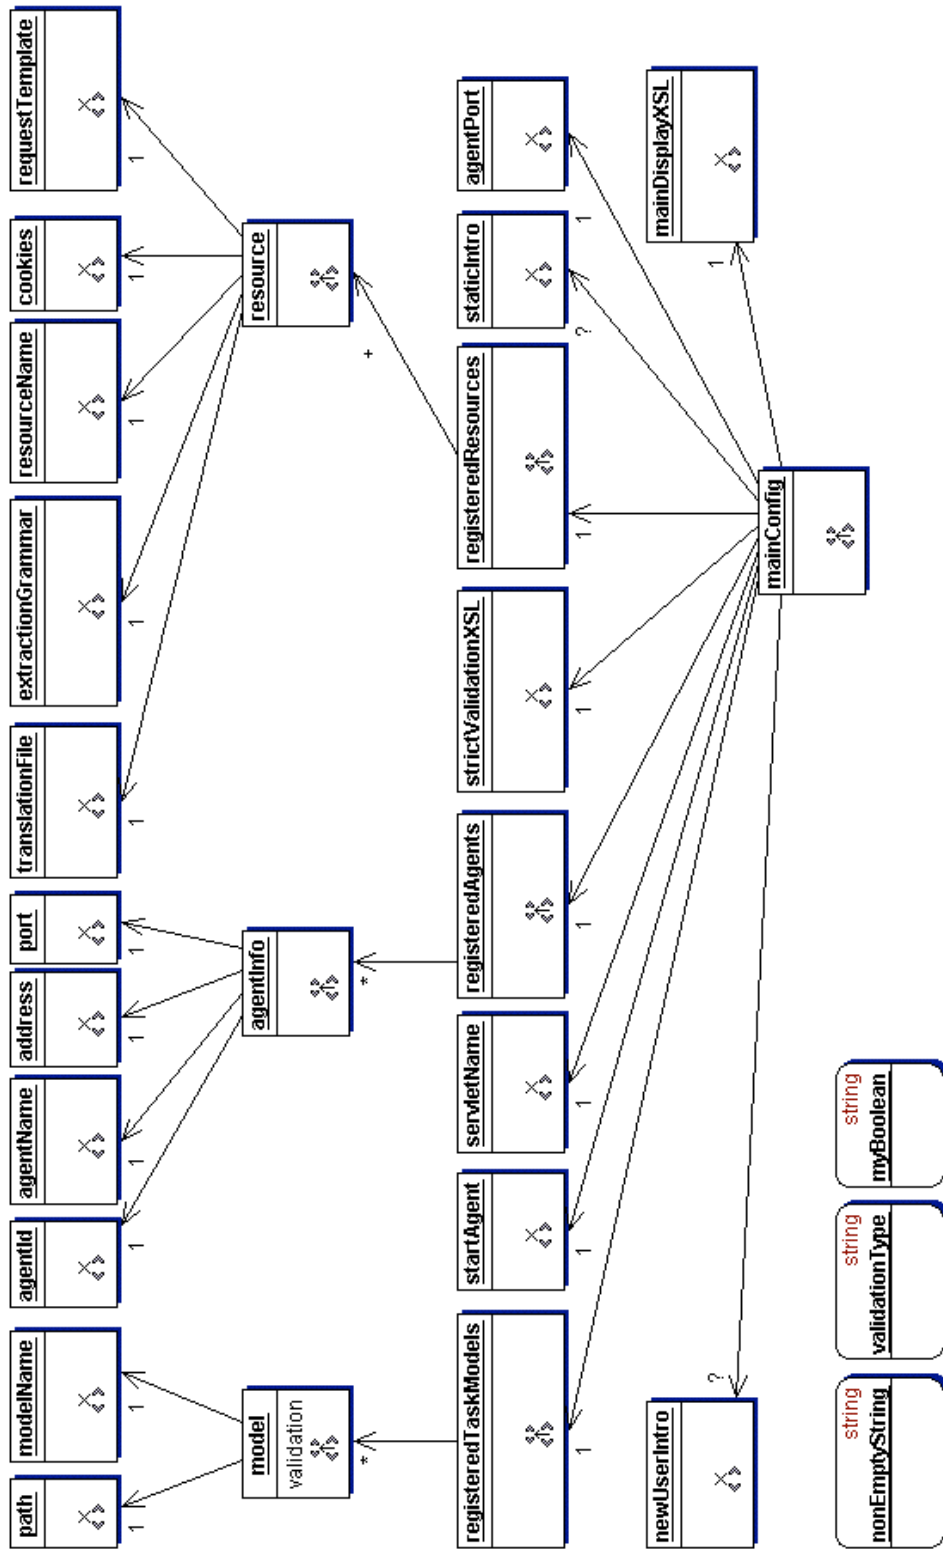 path
modelName
agentId
agentName
address
port
translationFile
extractionGrammar
resourceName
cookies
requestTemplate
1
1
1
1
1
1
1
1
1
1
1
model
validation
agentInfo
resource
*
*
+
registeredTaskModels
startAgent
servletName
registeredAgents
strictValidationXSL
registeredResources
staticIntro
agentPort
1
1
1
1
1
1
?
1
newUserIntro
?
1
mainDisplayXSL
mainConfig
string
nonEmptyString
string
validationType
string
myBoolean